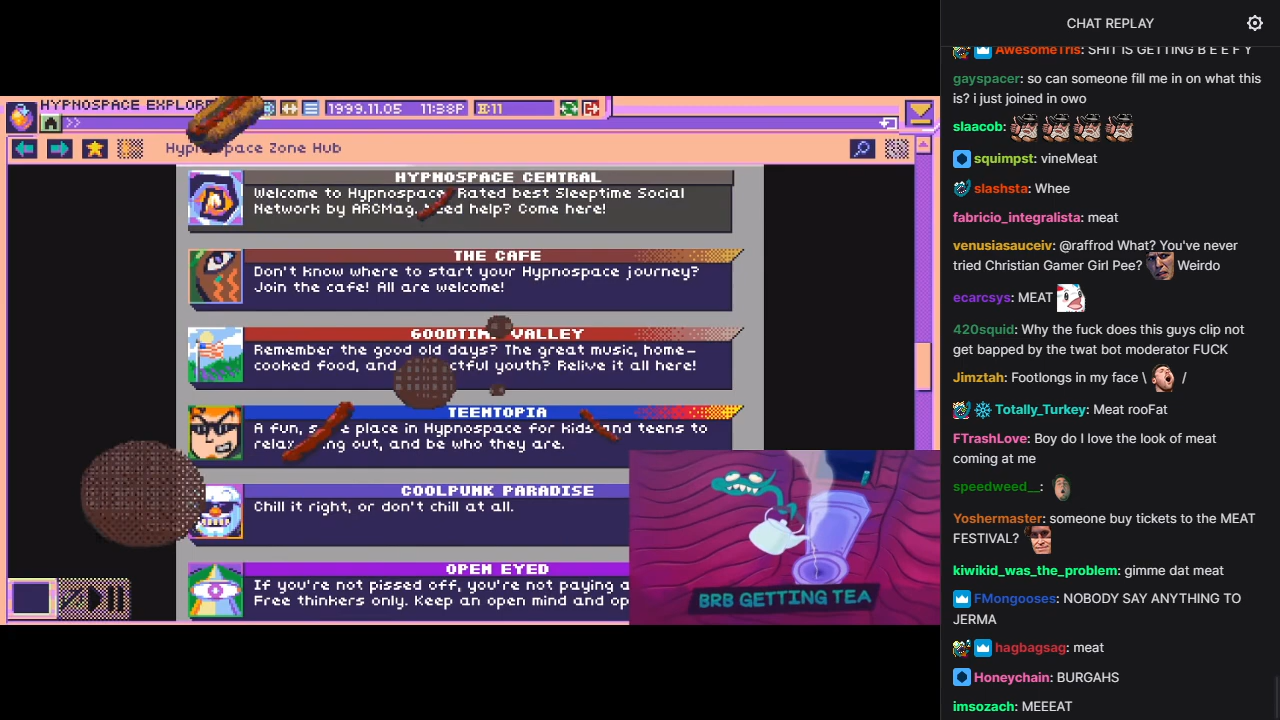 CHAT REPLAY
AwesomeTris: SHIT IS GETTING B E E F Y
gayspacer: so can someone fill me in on what this
is? i just joined in owo
slaacob:
squimpst: vineMeat
slashsta: Whee
fabricio_integralista: meat
venusiasauceiv: @raffrod What? You've never
tried Christian Gamer Girl Pee? Weirdo
ecarcsys: MEAT
420squid: Why the fuck does this guys clip not
get bapped by the twat bot moderator FUCK
Jimztah: Footlongs in my face \ /
Totally_Turkey: Meat rooFat
FTrashLove: Boy do I love the look of meat
coming at me
speedweed__:
Yoshermaster: someone buy tickets to the MEAT
FESTIVAL?
kiwikid_was_the_problem: gimme dat meat
FMongooses: NOBODY SAY ANYTHING TO
JERMA
hagbagsag: meat
Honeychain: BURGAHS
imsozach: MEEEAT
HYPNOSPACE EXPLOR
1999.11.05 11:38P
:11
>>
Hypnospace Zone Hub
HYPNOSPACE CENTRAL
Welcome to Hypnospace. Rated best Sleeptime Social
Network by ARCMag. Need help? Come here!
THE CAFE
Don't know where to start your Hypnospace journey?
Join the cafe! All are welcome!
GOODTIME VALLEY
Remember the good old days? The great music, home-
cooked food, and ctful youth? Relive it all here!
TEENTOPIA
A fun, s e place in Hypnospace for kids and teens to
relax ng out, and be who they are.
COOLPUNK PARADISE
Chill it right, or don't chill at all.
OPEN EYED
If you're not pissed off, you're not paying a
Free thinkers only. Keep an open mind and op
BRB GETTING TEA